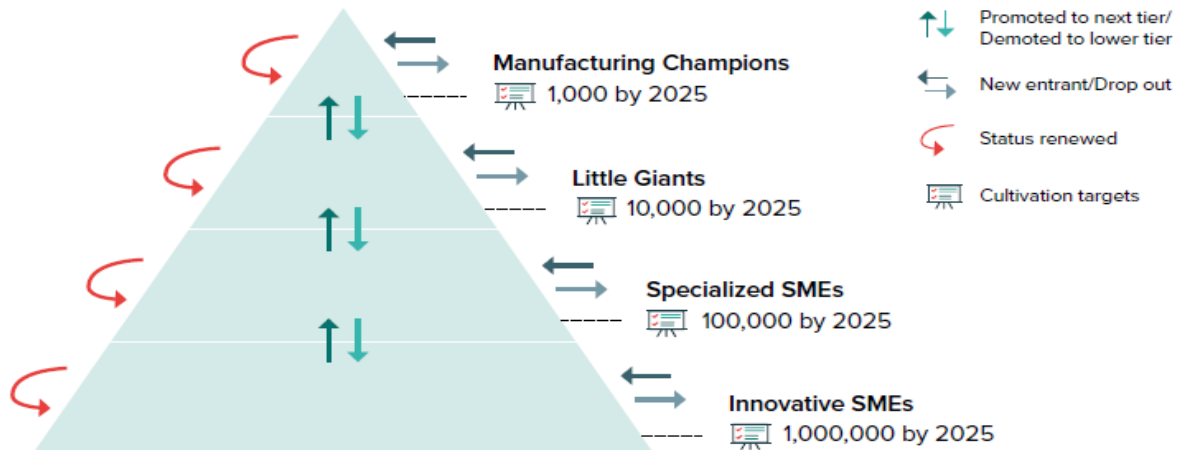 Manufacturing Champions
1,000 by 2025
Little Giants
10,000 by 2025
Specialized SMEs
100,000 by 2025
Innovative SMEs
1,000,000 by 2025
Promoted to next tier/
Demoted to lower tier
New entrant/Drop out
Status renewed
Cultivation targets